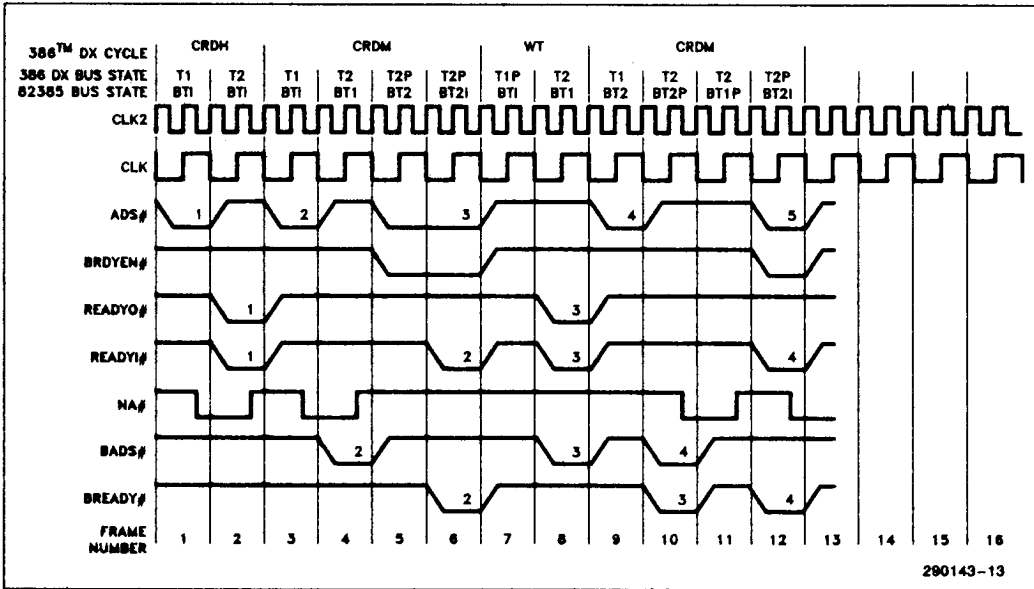 386™ DX CYCLE CRDH CRDM WT CRDM
386 DX BUS STATE T1 T2 T1 T2 T2P T2P T1P T2 T1 T2 T2 T2P
82385 BUS STATE BTI BTI BTI BT1 BT2 BT2I BTI BT1 BT2 BT2P BT1P BT2I
CLK2
CLK
ADS# 1 2 3 4 5
BRDYEN#
READYO# 1 3
READYI# 1 2 3 4
NA#
BADS# 2 3 4
BREADY# 2 3 4
FRAME
NUMBER 1 2 3 4 5 6 7 8 9 10 11 12 13 14 15 16
290143-13